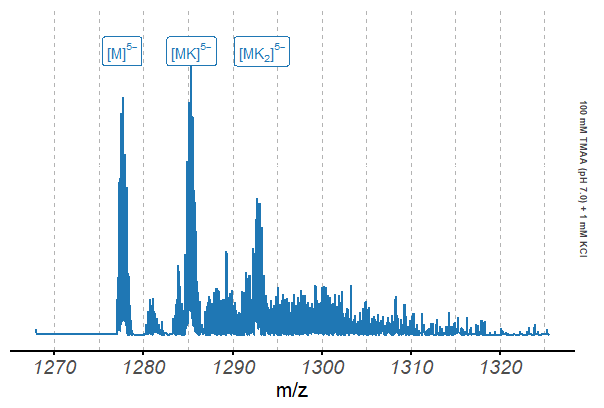 [M]⁵⁻ [MK]⁵⁻ [MK₂]⁵⁻
100 mM TMAA (pH 7.0) + 1 mM KCl
1270 1280 1290 1300 1310 1320
m/z